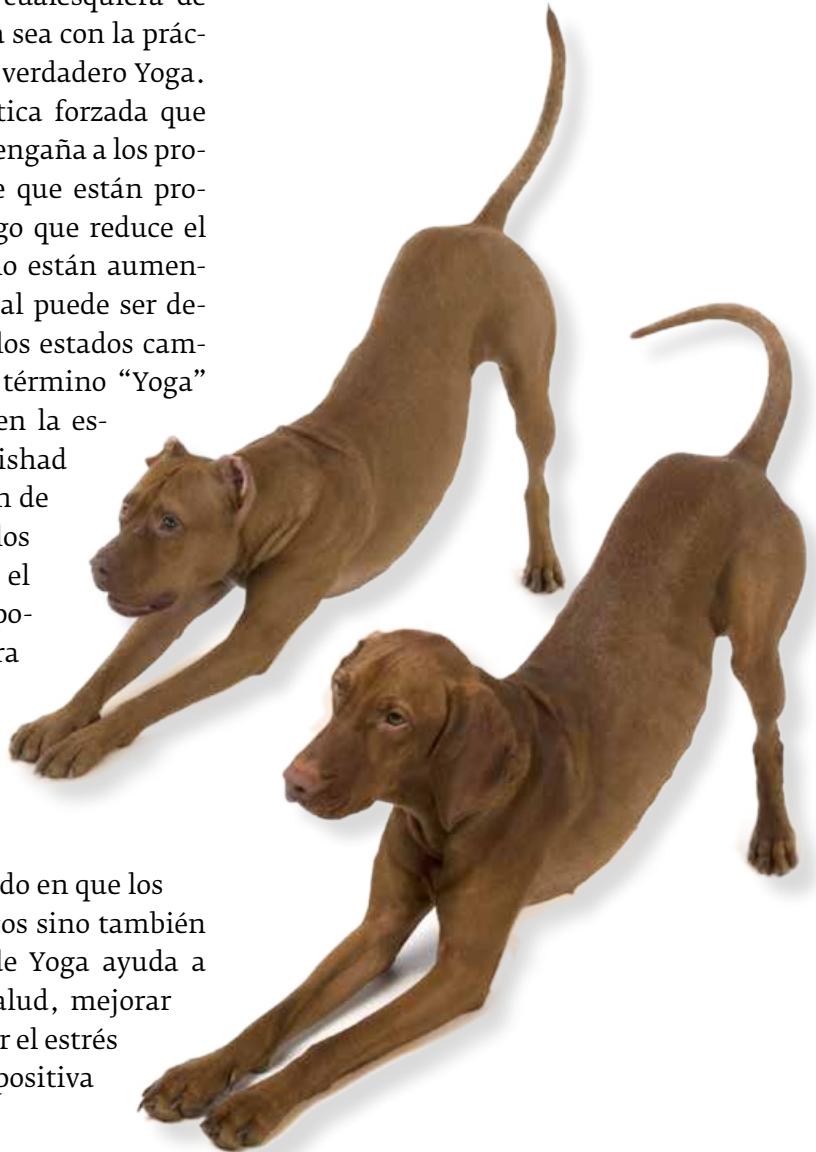 cualesquiera de
sea con la prác-
verdadero Yoga.
tica forzada que
engaña a los pro-
que están pro-
go que reduce el
o están aumen-
al puede ser de-
los estados cam-
término “Yoga”
en la es-
ishad
n de
los
el
po-
ra
do en que los
os sino también
de Yoga ayuda a
alud, mejorar
r el estrés
positiva